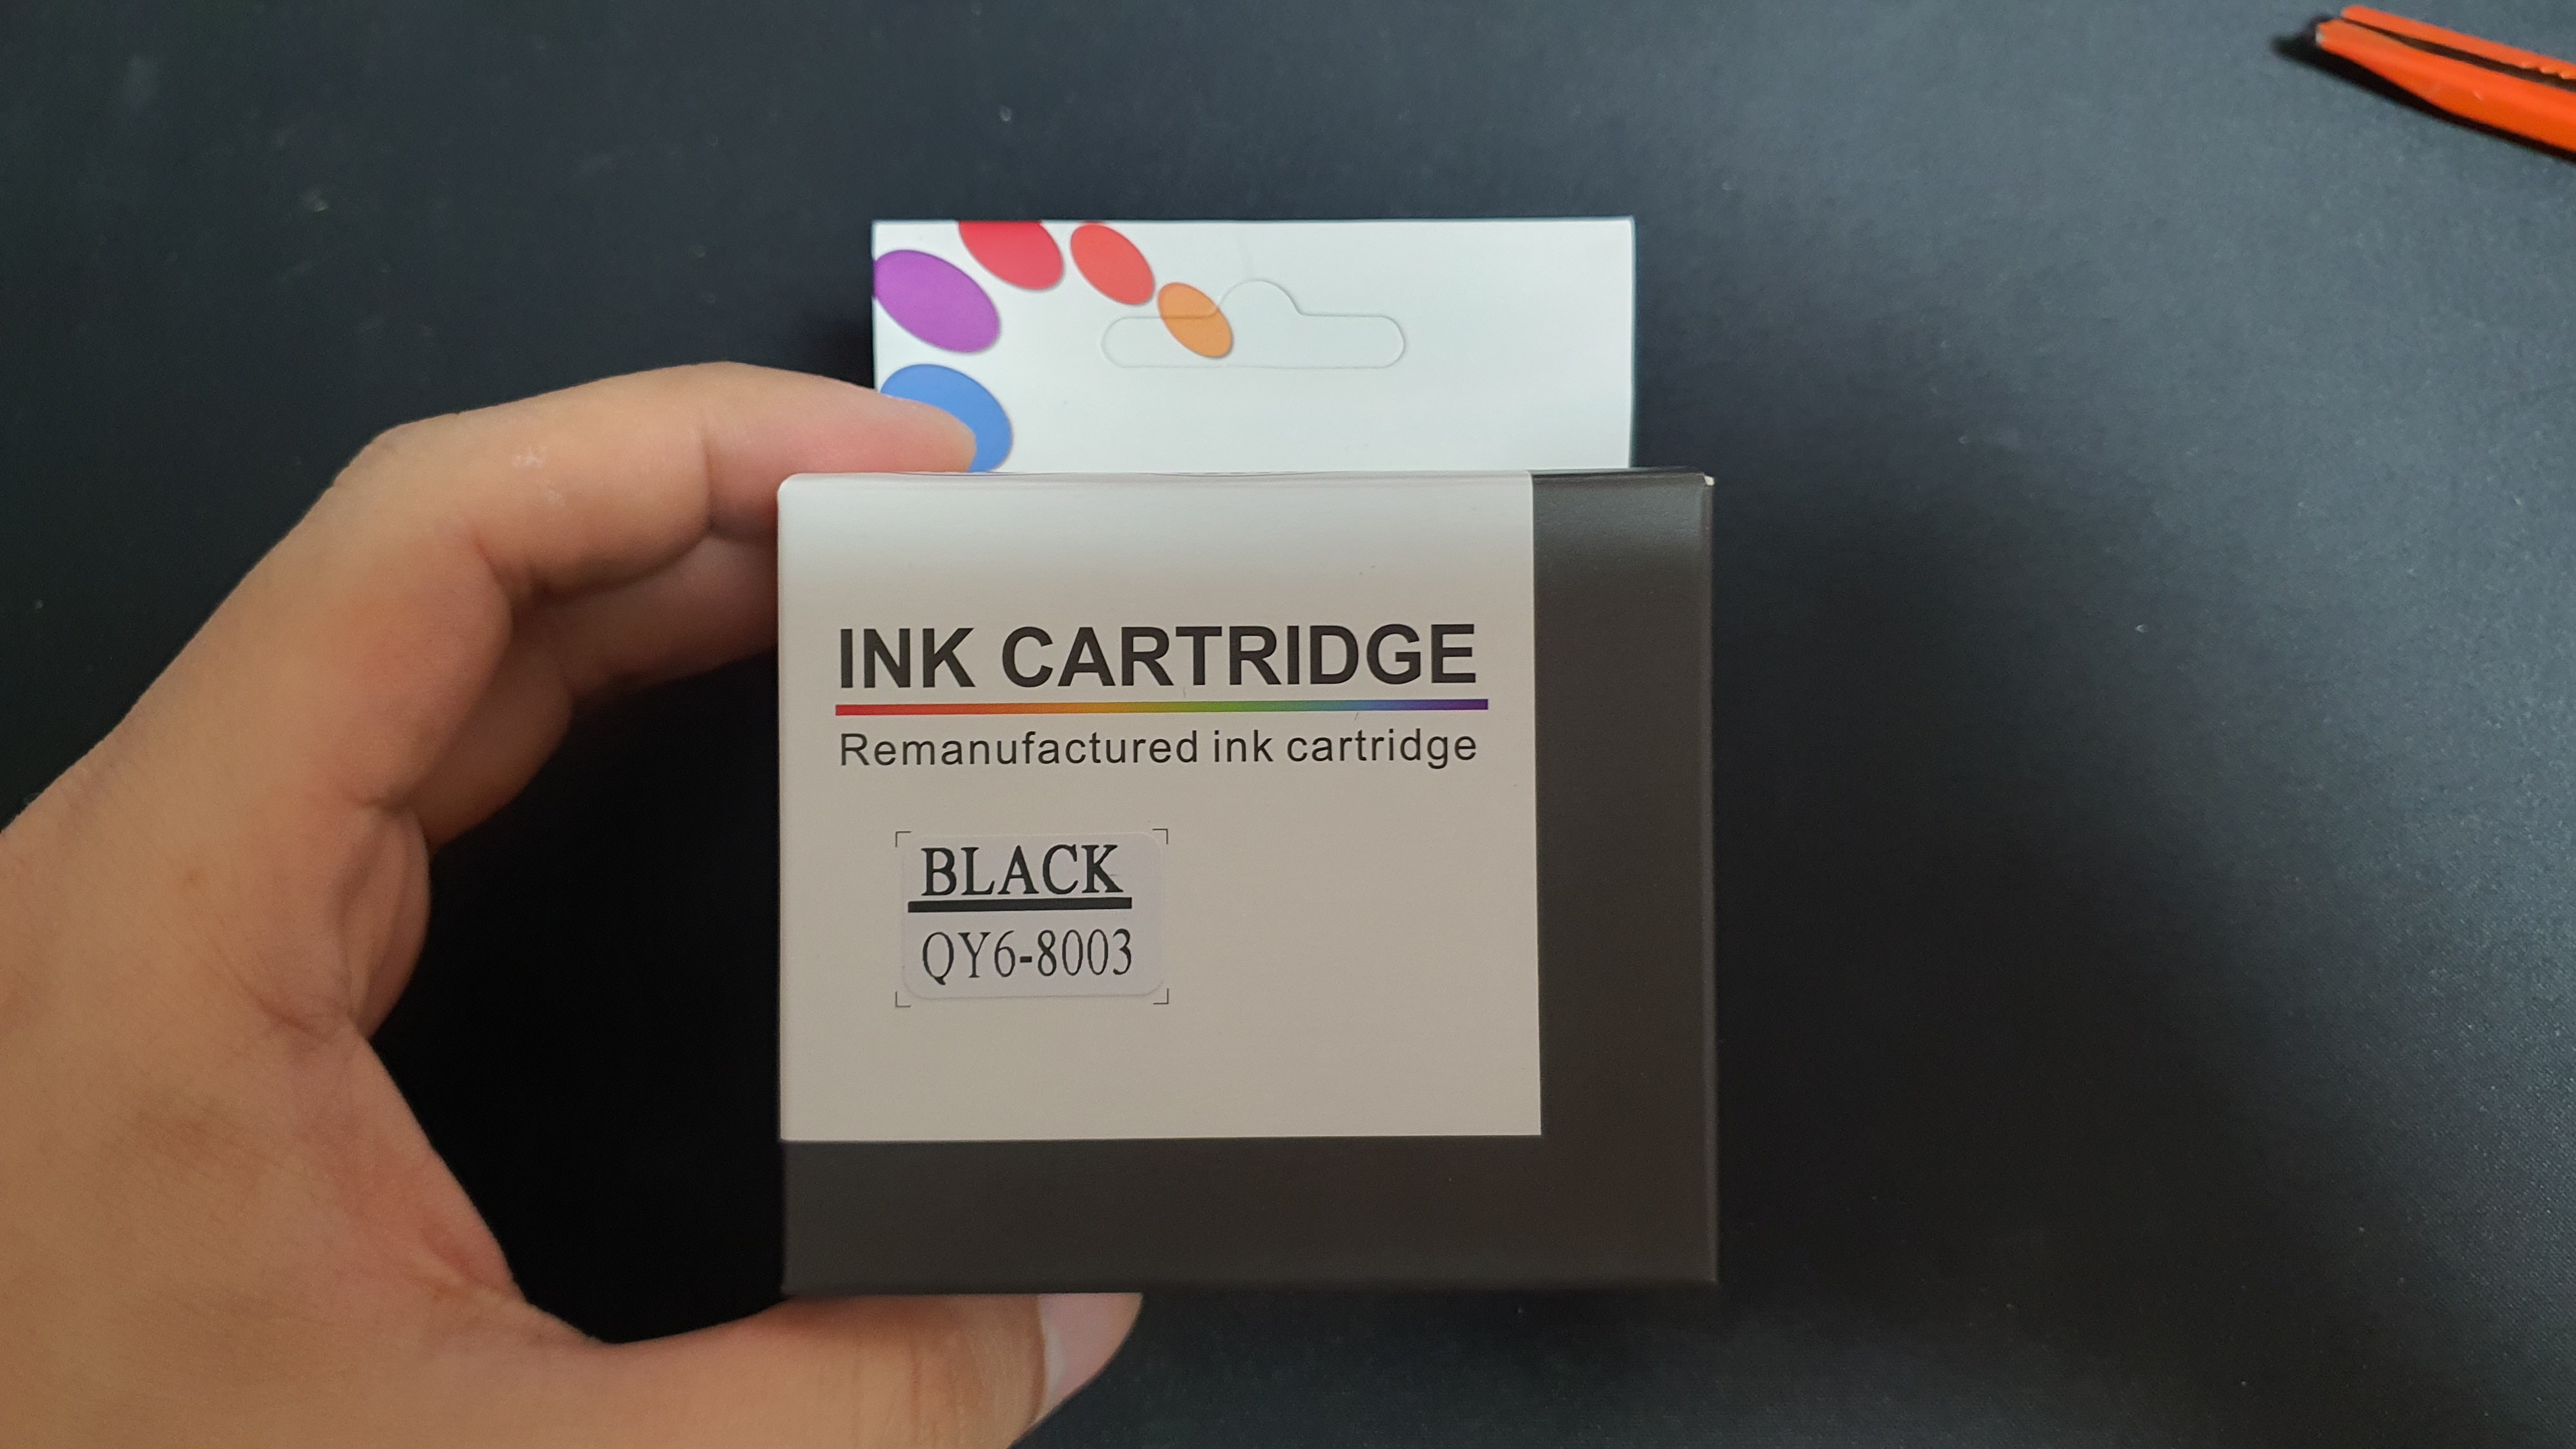 INK CARTRIDGE
Remanufactured ink cartridge
BLACK
QY6-8003